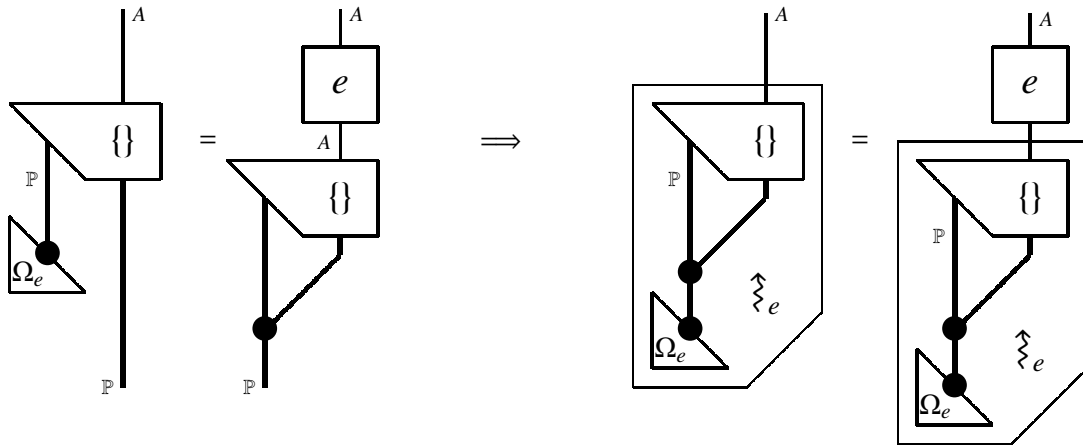 A A A A
e e
{} = A {} ⟹ {} =
ℙ ℙ {}
ℙ
Ω_e
⇝_e
Ω_e ⇝_e
ℙ ℙ
Ω_e